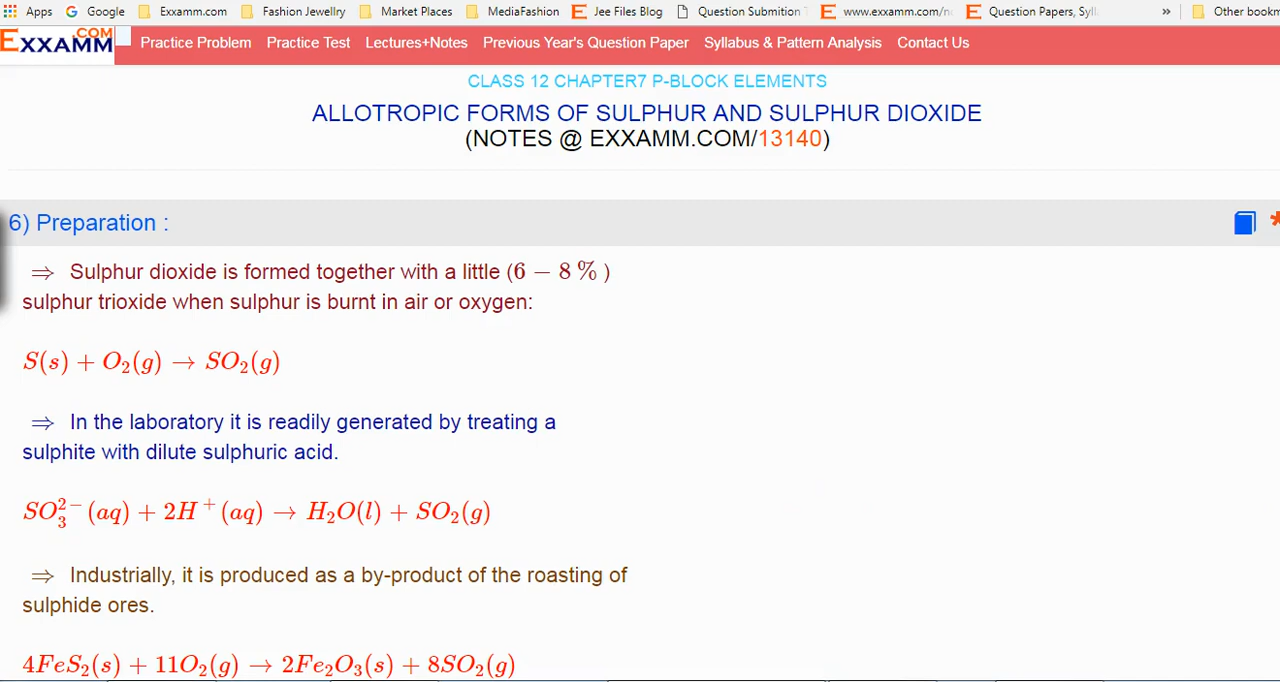 Apps Google Exxamm.com Fashion Jewellry Market Places MediaFashion Jee Files Blog Question Submition www.exxamm.com/n Question Papers, Syll » Other bookm
EXXAMM .COM Practice Problem Practice Test Lectures+Notes Previous Year's Question Paper Syllabus & Pattern Analysis Contact Us
CLASS 12 CHAPTER7 P-BLOCK ELEMENTS
ALLOTROPIC FORMS OF SULPHUR AND SULPHUR DIOXIDE
(NOTES @ EXXAMM.COM/13140)
6) Preparation :
⇒ Sulphur dioxide is formed together with a little (6 − 8 % )
sulphur trioxide when sulphur is burnt in air or oxygen:
S(s) + O₂(g) → SO₂(g)
⇒ In the laboratory it is readily generated by treating a
sulphite with dilute sulphuric acid.
SO₃²⁻(aq) + 2H⁺(aq) → H₂O(l) + SO₂(g)
⇒ Industrially, it is produced as a by-product of the roasting of
sulphide ores.
4FeS₂(s) + 11O₂(g) → 2Fe₂O₃(s) + 8SO₂(g)